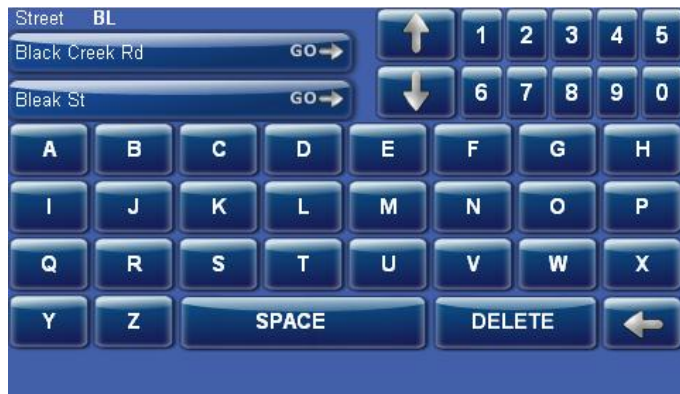 Street BL
Black Creek Rd GO
Bleak St GO
1 2 3 4 5
6 7 8 9 0
A B C D E F G H
I J K L M N O P
Q R S T U V W X
Y Z SPACE DELETE